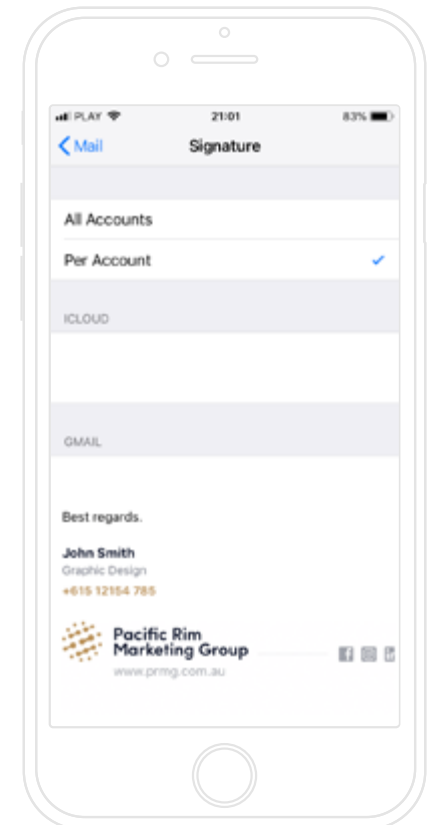 PLAY 21:01 83%
Mail Signature
All Accounts
Per Account
ICLOUD
GMAIL
Best regards.
John Smith
Graphic Design
+615 12154 785
Pacific Rim
Marketing Group
www.prmg.com.au